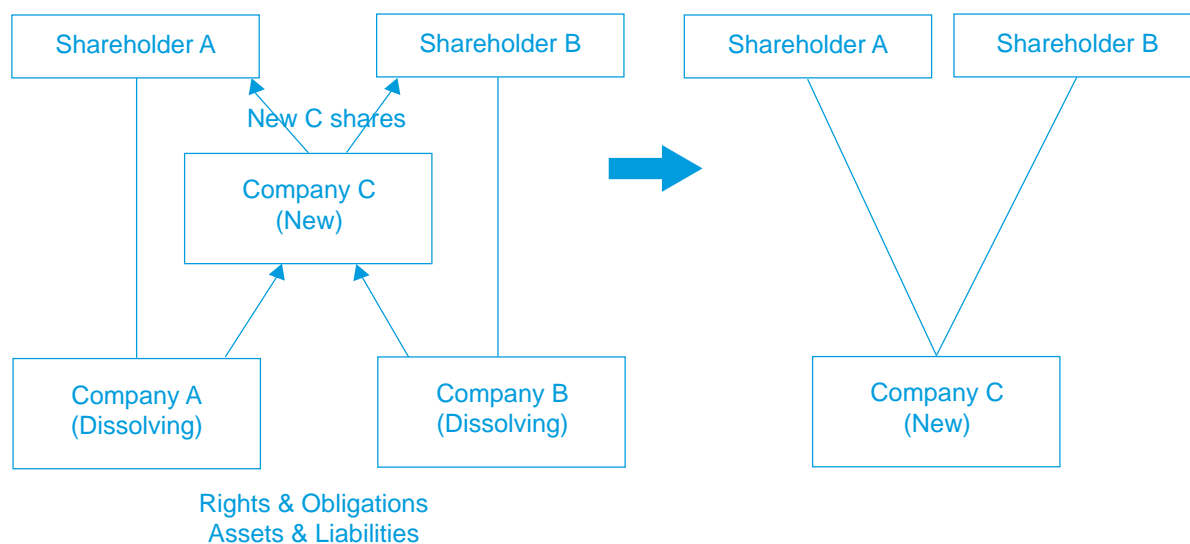 Shareholder A
Shareholder B
New C shares
Company C
(New)
Company A
(Dissolving)
Company B
(Dissolving)
Rights & Obligations
Assets & Liabilities
Shareholder A
Shareholder B
Company C
(New)